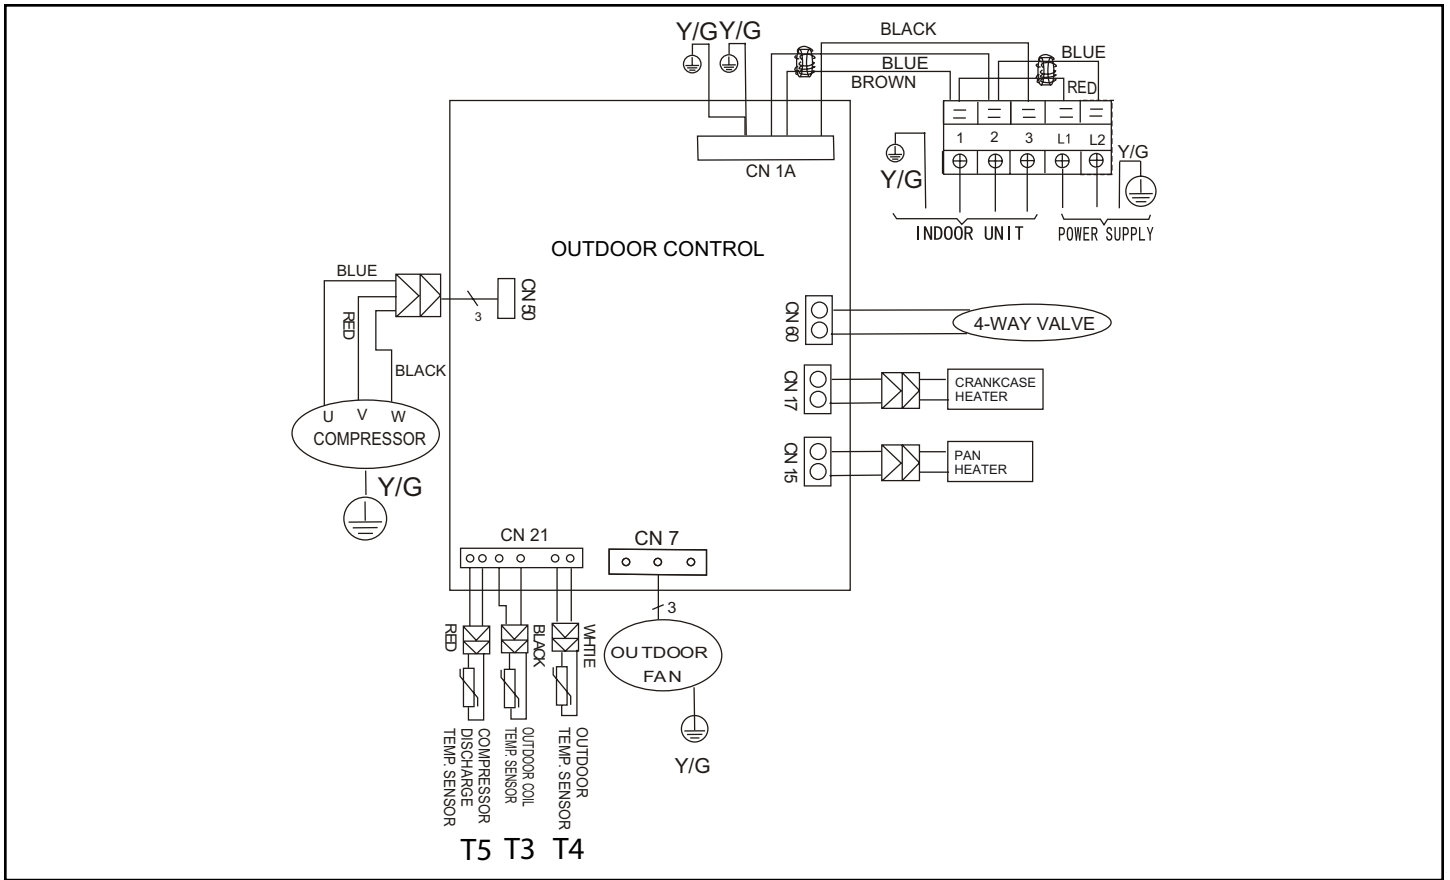 Y/G Y/G
BLACK
BLUE
BLUE
BROWN
RED
1 2 3 L1 L2
Y/G
Y/G
CN 1A
INDOOR UNIT
POWER SUPPLY
OUTDOOR CONTROL
BLUE
RED
BLACK
3
CN 50
U V W
COMPRESSOR
Y/G
CN 60
4-WAY VALVE
CN 17
CRANKCASE
HEATER
CN 15
PAN
HEATER
CN 21
CN 7
3
RED
BLACK
WHTIE
OUTDOOR
FAN
Y/G
COMPRESSOR
DISCHARGE
TEMP. SENSOR
OUTDOOR COIL
TEMP. SENSOR
OUTDOOR
TEMP. SENSOR
T5 T3 T4